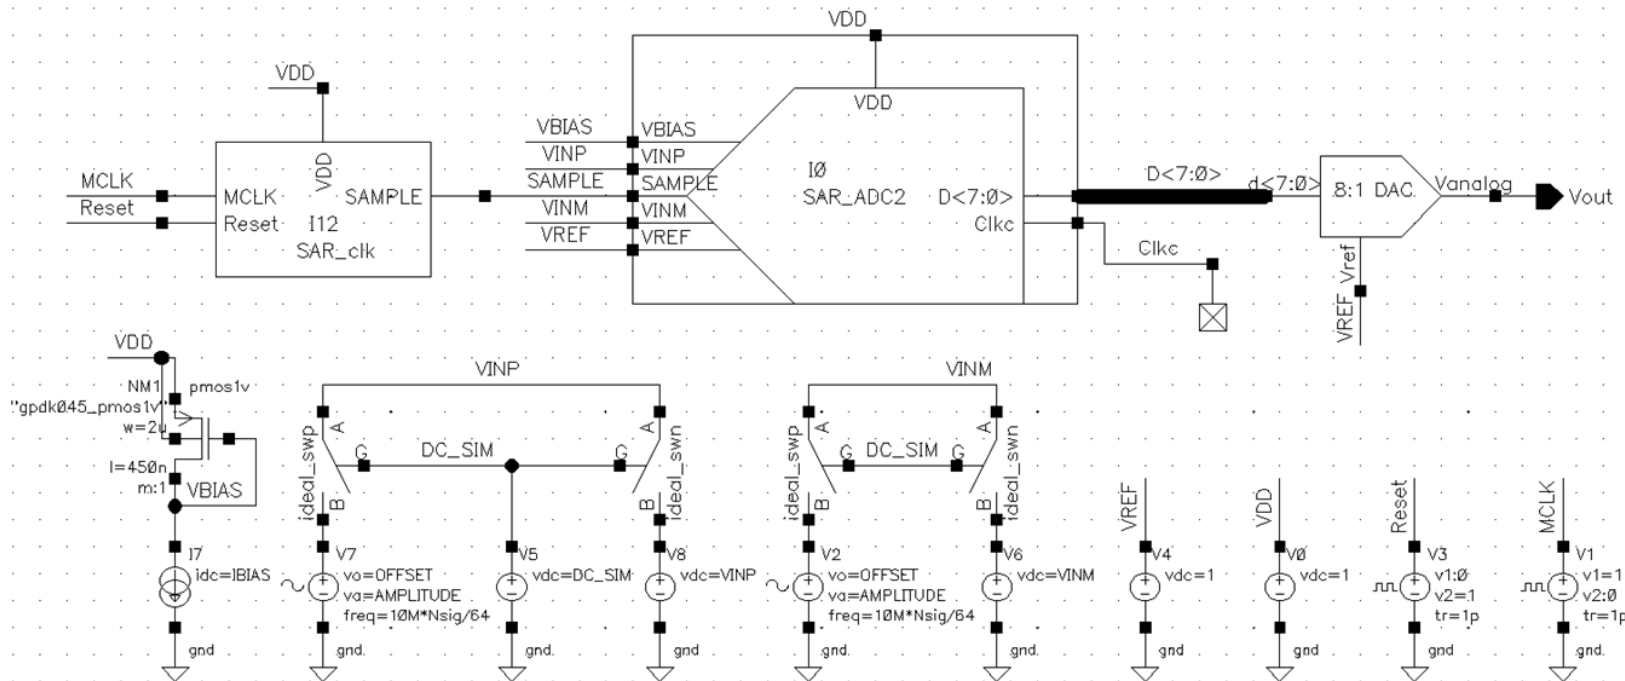 VDD
VDD
VDD
VDD
MCLK
Reset
MCLK
Reset
SAMPLE
I12
SAR_clk
VBIAS
VINP
SAMPLE
VINM
VREF
VBIAS
VINP
SAMPLE
VINM
VREF
I0
SAR_ADC2
D<7:0>
Clkc
D<7:0>
Clkc
d<7:0>
8:1 DAC
Vanalog
Vout
Vref
VREF
VDD
NM1
pmos1v
"gpdk045_pmos1v"
w=2u
l=450n
m:1
VBIAS
I7
idc=IBIAS
gnd
VINP
A
G
B
ideal_swp
DC_SIM
A
G
B
ideal_swn
V7
vo=OFFSET
va=AMPLITUDE
freq=10M*Nsig/64
gnd
V5
vdc=DC_SIM
gnd
V8
vdc=VINP
gnd
VINM
A
G
B
ideal_swp
DC_SIM
A
G
B
ideal_swn
V2
vo=OFFSET
va=AMPLITUDE
freq=10M*Nsig/64
gnd
V6
vdc=VINM
gnd
VREF
V4
vdc=1
gnd
VDD
V0
vdc=1
gnd
Reset
V3
v1:0
v2=1
tr=1p
gnd
MCLK
V1
v1=1
v2:0
tr=1p
gnd